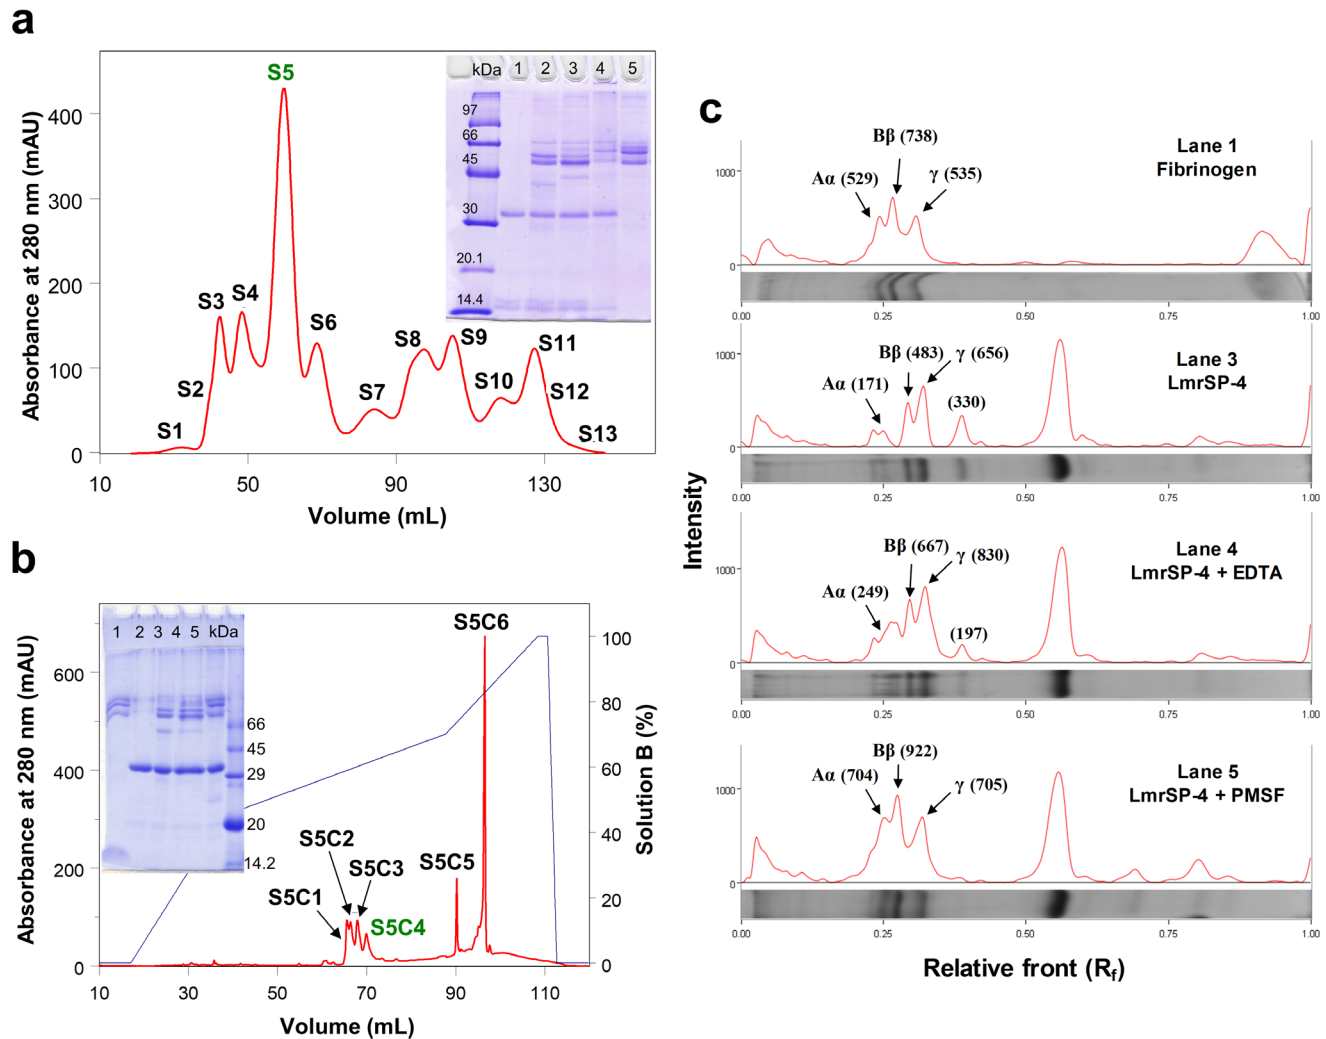 a
Absorbance at 280 nm (mAU)
400
300
200
100
0
10
50
90
130
Volume (mL)
S1
S2
S3
S4
S5
S6
S7
S8
S9
S10
S11
S12
S13
kDa 1 2 3 4 5
97
66
45
30
20.1
14.4
b
Absorbance at 280 nm (mAU)
600
400
200
0
10
30
50
70
90
110
Volume (mL)
Solution B (%)
100
80
60
40
20
0
1 2 3 4 5 kDa
66
45
29
20
14.2
S5C1
S5C2
S5C3
S5C4
S5C5
S5C6
c
Intensity
Lane 1
Fibrinogen
Aα (529)
Bβ (738)
γ (535)
1000
0
0.00 0.25 0.50 0.75 1.00
Lane 3
LmrSP-4
Aα (171)
Bβ (483)
γ (656)
(330)
1000
0
0.00 0.25 0.50 0.75 1.00
Lane 4
LmrSP-4 + EDTA
Aα (249)
Bβ (667)
γ (830)
(197)
1000
0
0.00 0.25 0.50 0.75 1.00
Lane 5
LmrSP-4 + PMSF
Aα (704)
Bβ (922)
γ (705)
1000
0
0.00 0.25 0.50 0.75 1.00
Relative front (Rf)